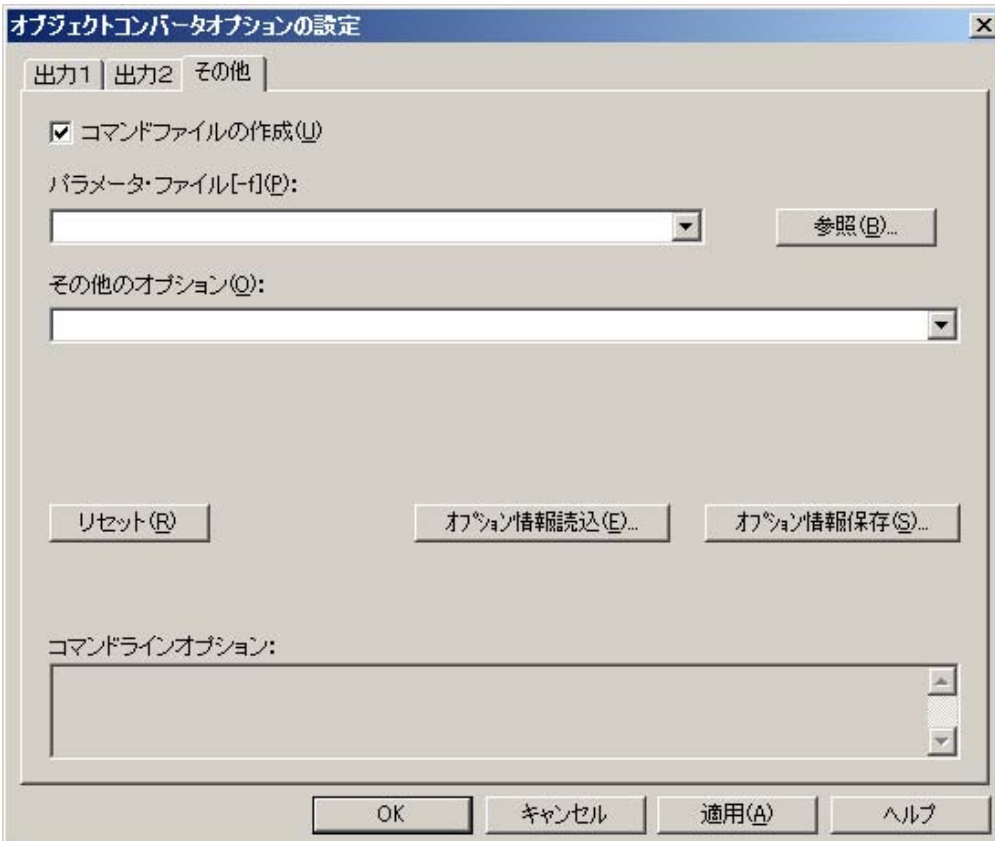 オブジェクトコンバータオプションの設定
出力1 出力2 その他
コマンドファイルの作成(U)
パラメータ・ファイル[-f](P):
参照(B)...
その他のオプション(O):
リセット(R) オプション情報読込(E)... オプション情報保存(S)...
コマンドラインオプション:
OK キャンセル 適用(A) ヘルプ